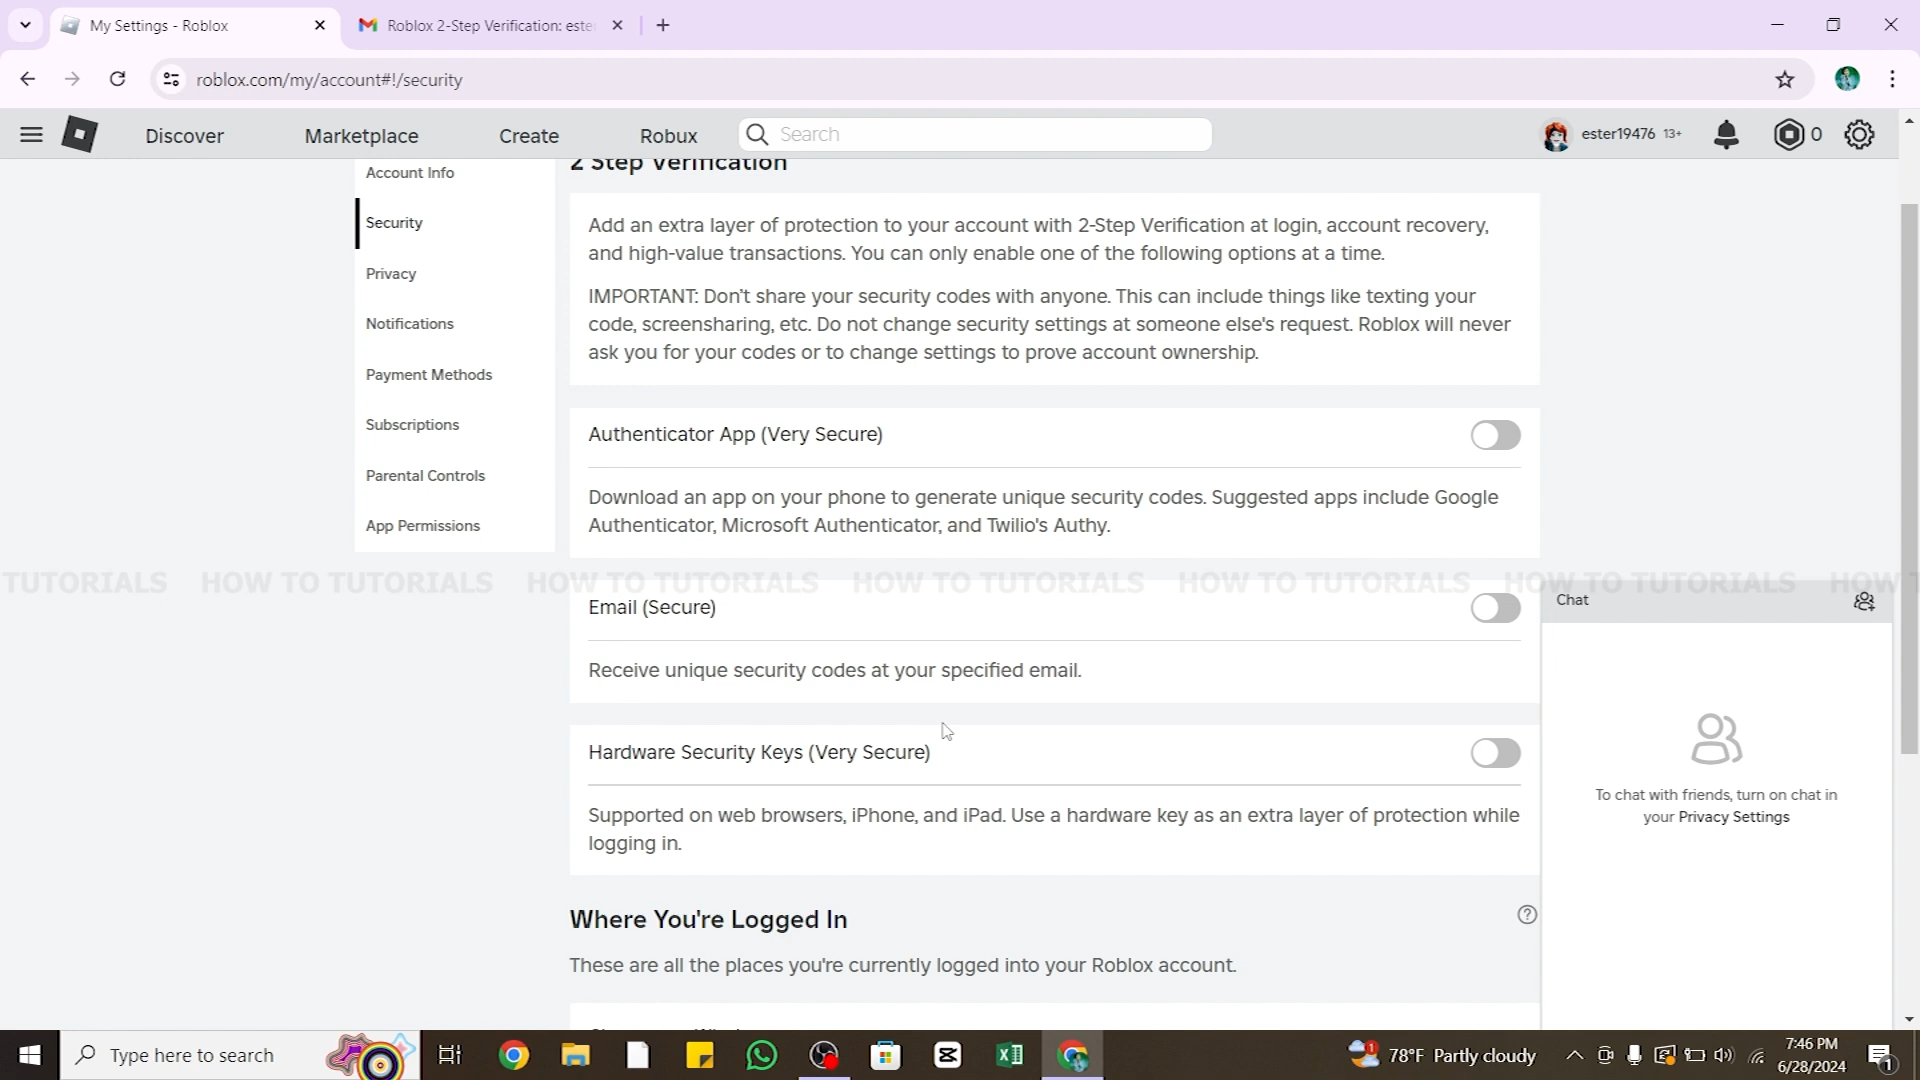 My Settings - Roblox
Roblox 2-Step Verification: este
roblox.com/my/account#!/security
Discover
Marketplace
Create
Robux
Search
ester19476 13+
0
2 Step Verification
Account Info
Security
Privacy
Notifications
Payment Methods
Subscriptions
Parental Controls
App Permissions
Add an extra layer of protection to your account with 2-Step Verification at login, account recovery,
and high-value transactions. You can only enable one of the following options at a time.
IMPORTANT: Don't share your security codes with anyone. This can include things like texting your
code, screensharing, etc. Do not change security settings at someone else's request. Roblox will never
ask you for your codes or to change settings to prove account ownership.
Authenticator App (Very Secure)
Download an app on your phone to generate unique security codes. Suggested apps include Google
Authenticator, Microsoft Authenticator, and Twilio's Authy.
TUTORIALS HOW TO TUTORIALS HOW TO TUTORIALS HOW TO TUTORIALS HOW TO TUTORIALS HOW TO TUTORIALS HOW
Email (Secure)
Receive unique security codes at your specified email.
Hardware Security Keys (Very Secure)
Supported on web browsers, iPhone, and iPad. Use a hardware key as an extra layer of protection while
logging in.
Where You're Logged In
These are all the places you're currently logged into your Roblox account.
Chat
To chat with friends, turn on chat in
your Privacy Settings
Type here to search
1
78°F Partly cloudy
7:46 PM
6/28/2024
1